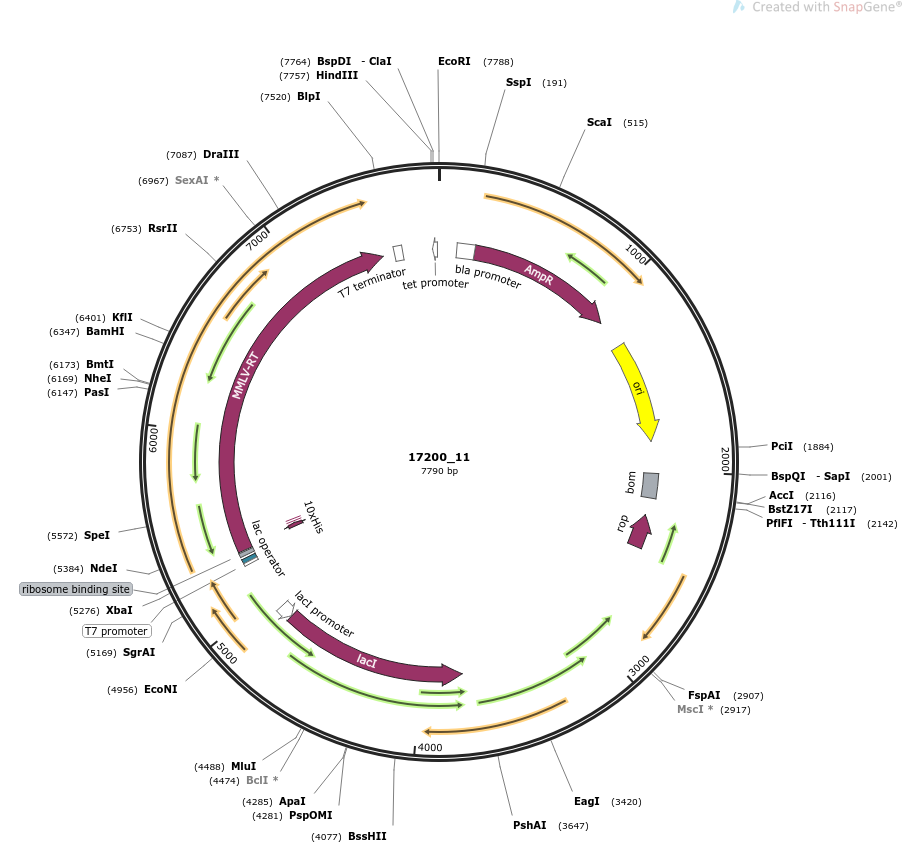 Created with SnapGene®
(7764) BspDI - ClaI
(7757) HindIII
(7520) BlpI
EcoRI (7788)
SspI (191)
ScaI (515)
(7087) DraIII
(6967) SexAI *
(6753) RsrII
7000
1000
T7 terminator
tet promoter
bla promoter
AmpR
(6401) KflI
(6347) BamHI
(6173) BmtI
(6169) NheI
(6147) PasI
MMLV-RT
ori
6000
17200_11
7790 bp
2000
PciI (1884)
BspQI - SapI (2001)
AccI (2116)
BstZ17I (2117)
PflFI - Tth111I (2142)
bom
rop
10xHis
lac operator
(5572) SpeI
(5384) NdeI
ribosome binding site
(5276) XbaI
T7 promoter
(5169) SgrAI
(4956) EcoNI
5000
lacI promoter
lacI
3000
FspAI (2907)
MscI * (2917)
4000
(4488) MluI
(4474) BclI *
(4285) ApaI
(4281) PspOMI
(4077) BssHII
EagI (3420)
PshAI (3647)